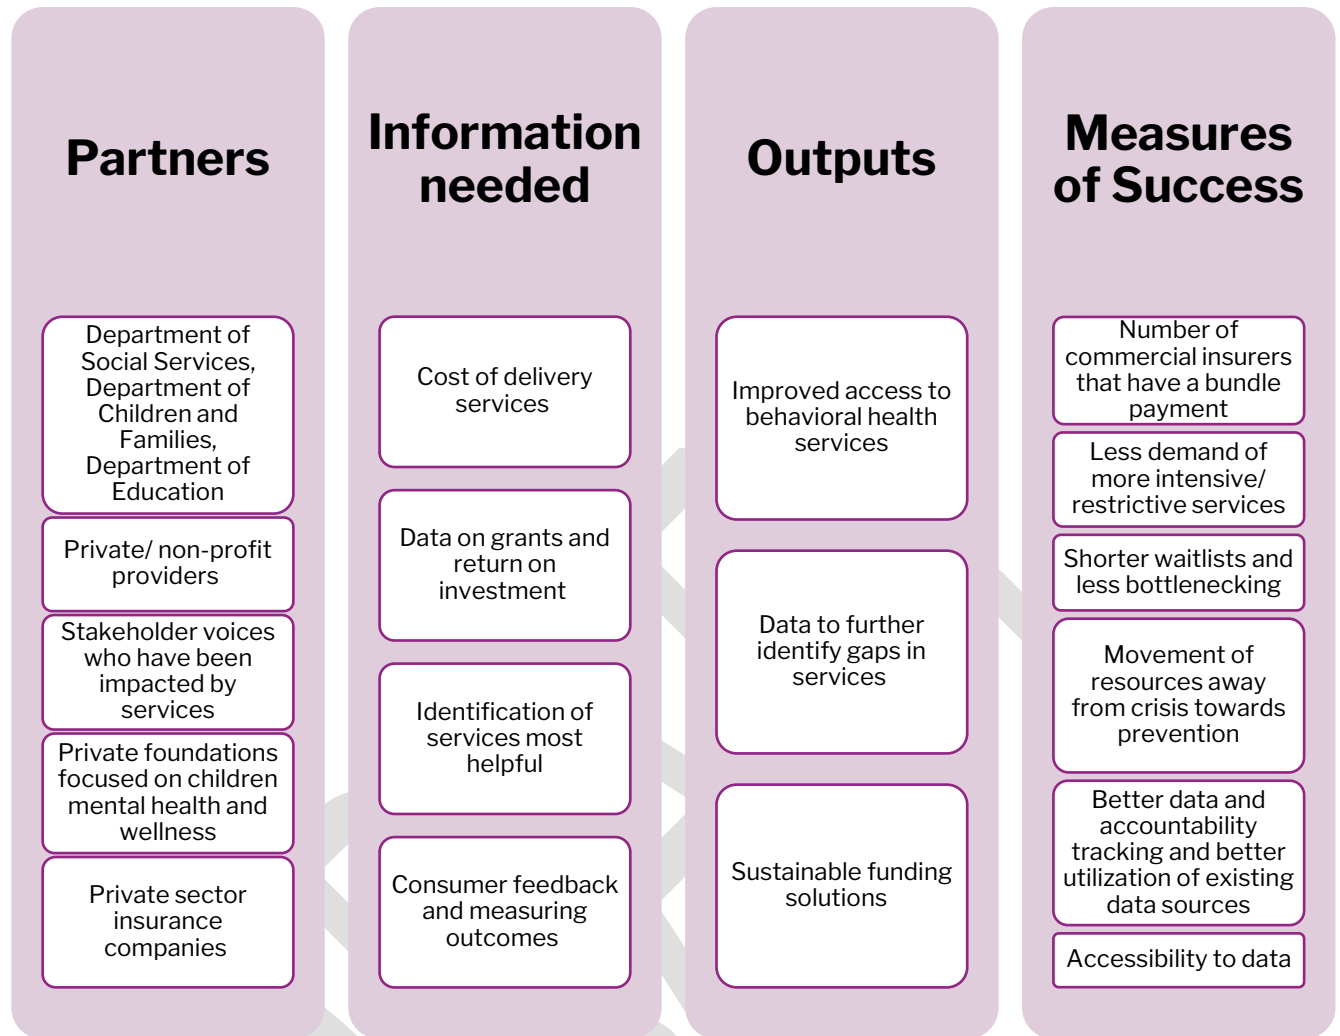 Partners
Department of
Social Services,
Department of
Children and
Families,
Department of
Education
Private/ non-profit
providers
Stakeholder voices
who have been
impacted by
services
Private foundations
focused on children
mental health and
wellness
Private sector
insurance
companies
Information
needed
Cost of delivery
services
Data on grants and
return on
investment
Identification of
services most
helpful
Consumer feedback
and measuring
outcomes
Outputs
Improved access to
behavioral health
services
Data to further
identify gaps in
services
Sustainable funding
solutions
Measures
of Success
Number of
commercial insurers
that have a bundle
payment
Less demand of
more intensive/
restrictive services
Shorter waitlists and
less bottlenecking
Movement of
resources away
from crisis towards
prevention
Better data and
accountability
tracking and better
utilization of existing
data sources
Accessibility to data